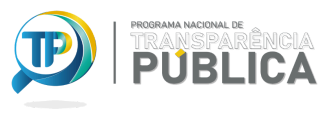 TP
PROGRAMA NACIONAL DE
TRANSPARÊNCIA
PÚBLICA